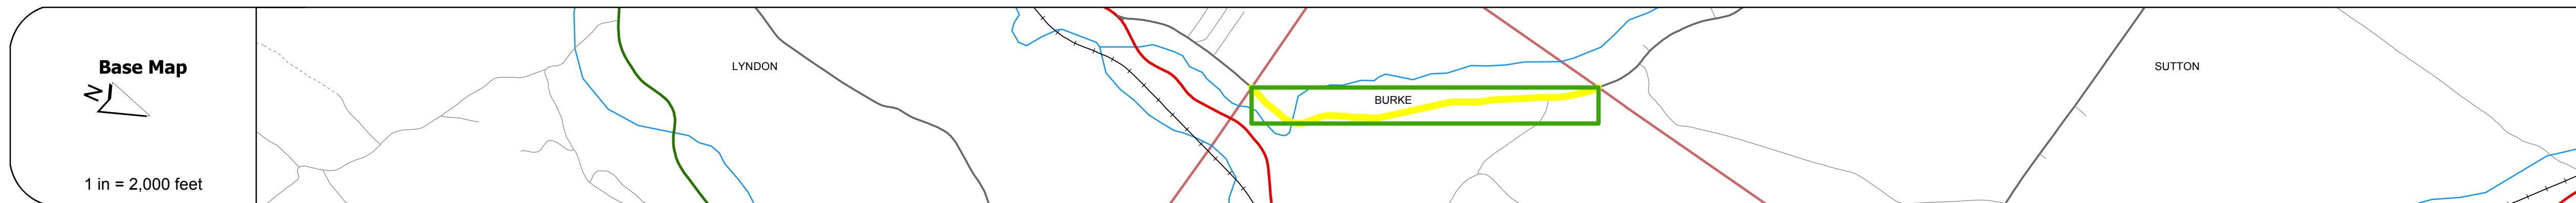 Base Map
N
1 in = 2,000 feet
LYNDON
BURKE
SUTTON